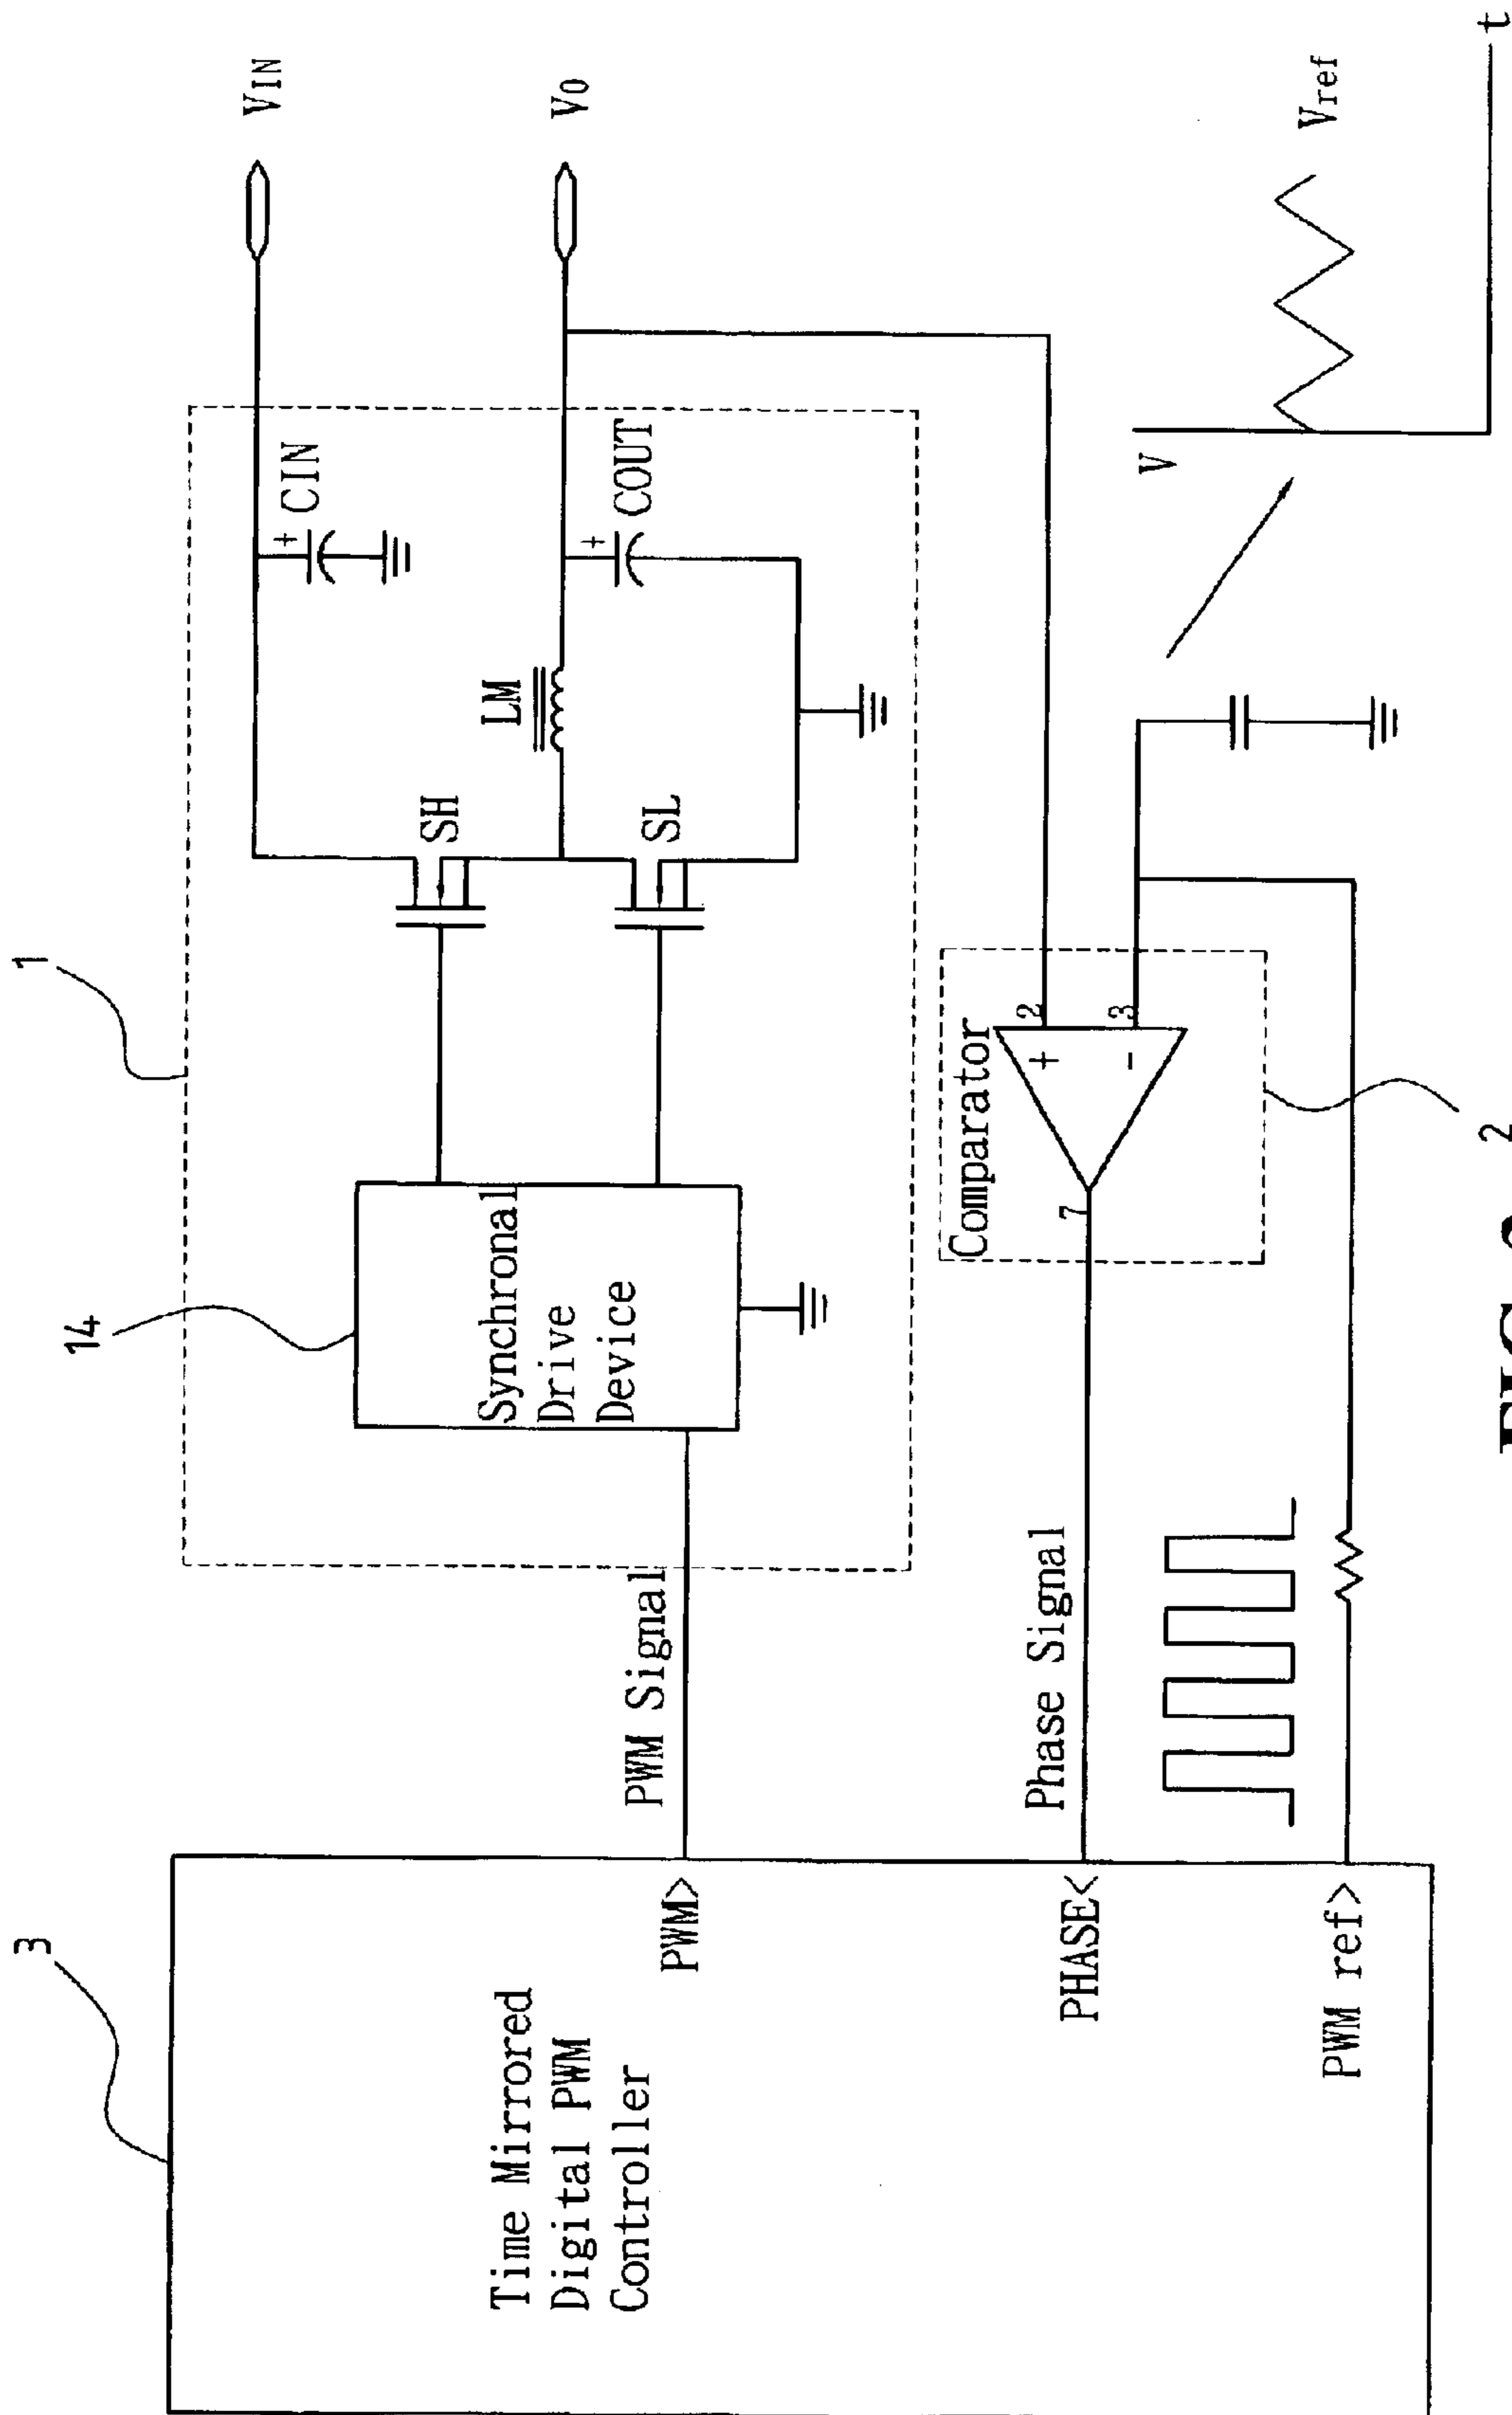 3
Time Mirrored
Digital PWM
Controller
PWM>
PHASE<
PWM ref>
PWM Signal
Phase Signal
14
1
Synchronal
Drive
Device
SH
SL
LM
+ CIN
+ COUT
VIN
V0
Comparator
2
+
3
-
7
2
V
Vref
t